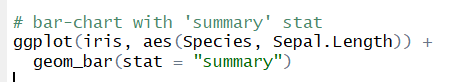 # bar-chart with 'summary' stat
ggplot(iris, aes(Species, Sepal.Length)) +
  geom_bar(stat = "summary")